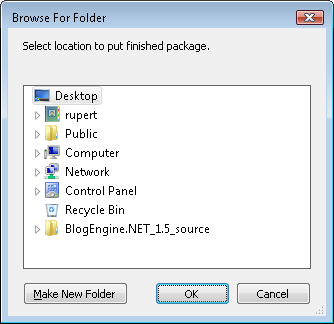 Browse For Folder
Select location to put finished package.
Desktop
rupert
Public
Computer
Network
Control Panel
Recycle Bin
BlogEngine.NET_1.5_source
Make New Folder OK Cancel